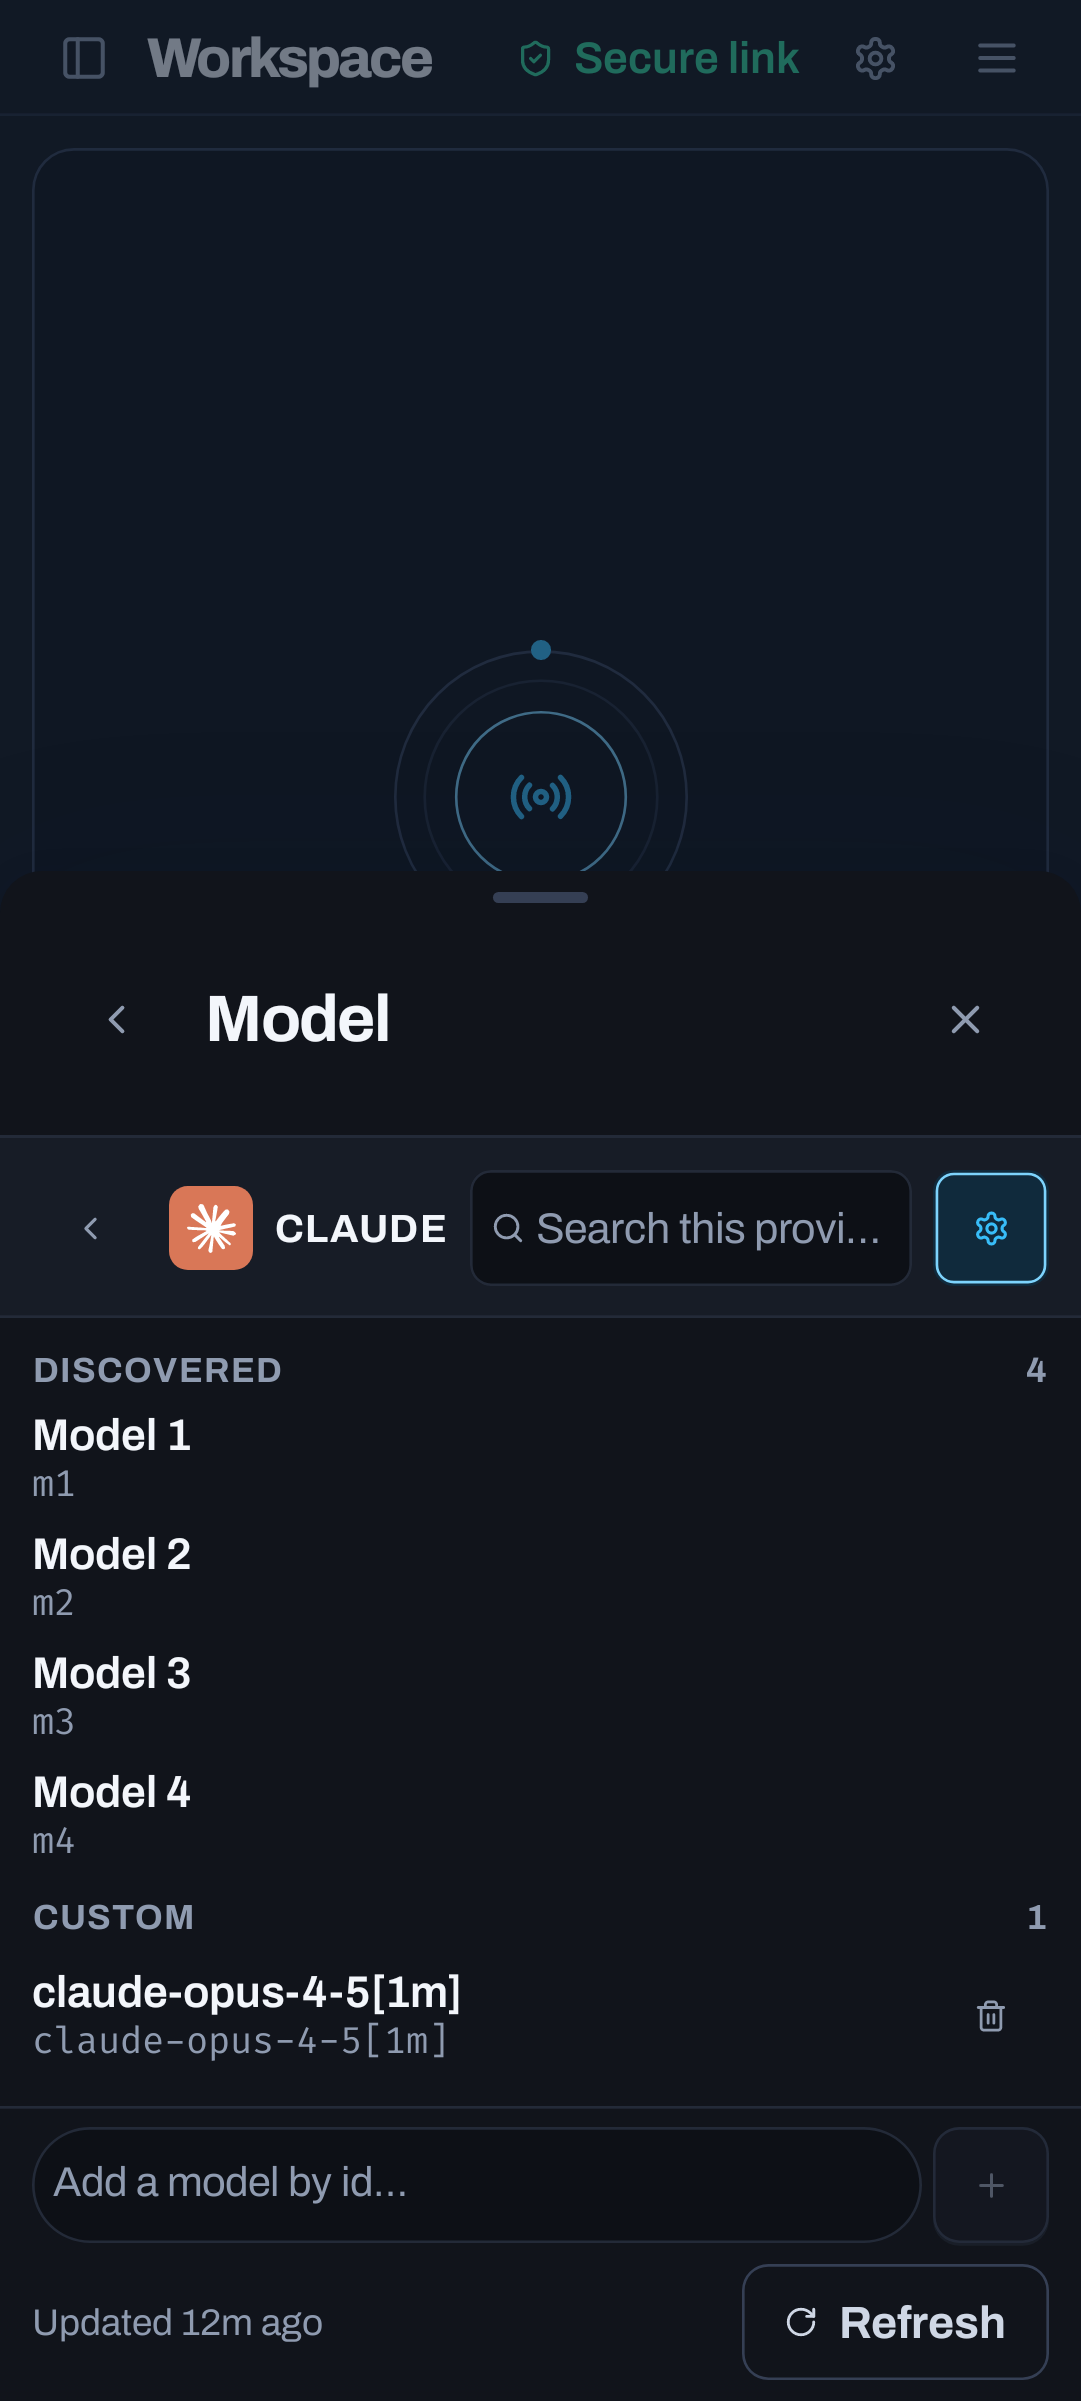 Workspace
Secure link
Model
CLAUDE
Search this provi...
DISCOVERED
4
Model 1
m1
Model 2
m2
Model 3
m3
Model 4
m4
CUSTOM
1
claude-opus-4-5[1m]
claude-opus-4-5[1m]
Add a model by id...
Updated 12m ago
Refresh